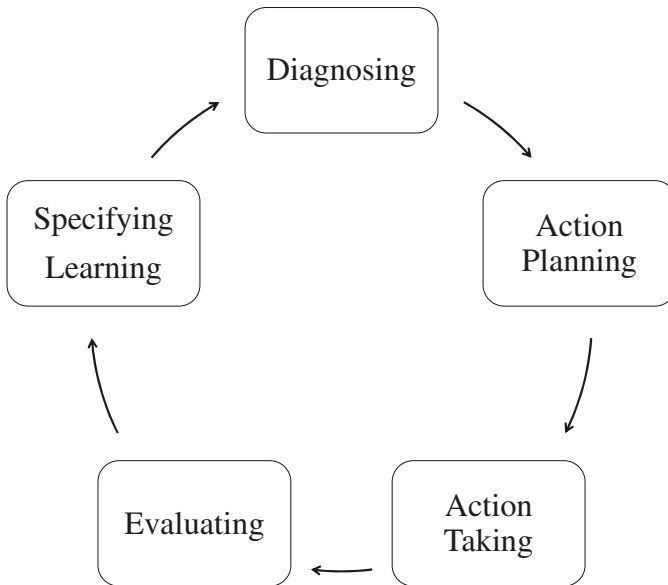 Diagnosing
Action
Planning
Action
Taking
Evaluating
Specifying
Learning